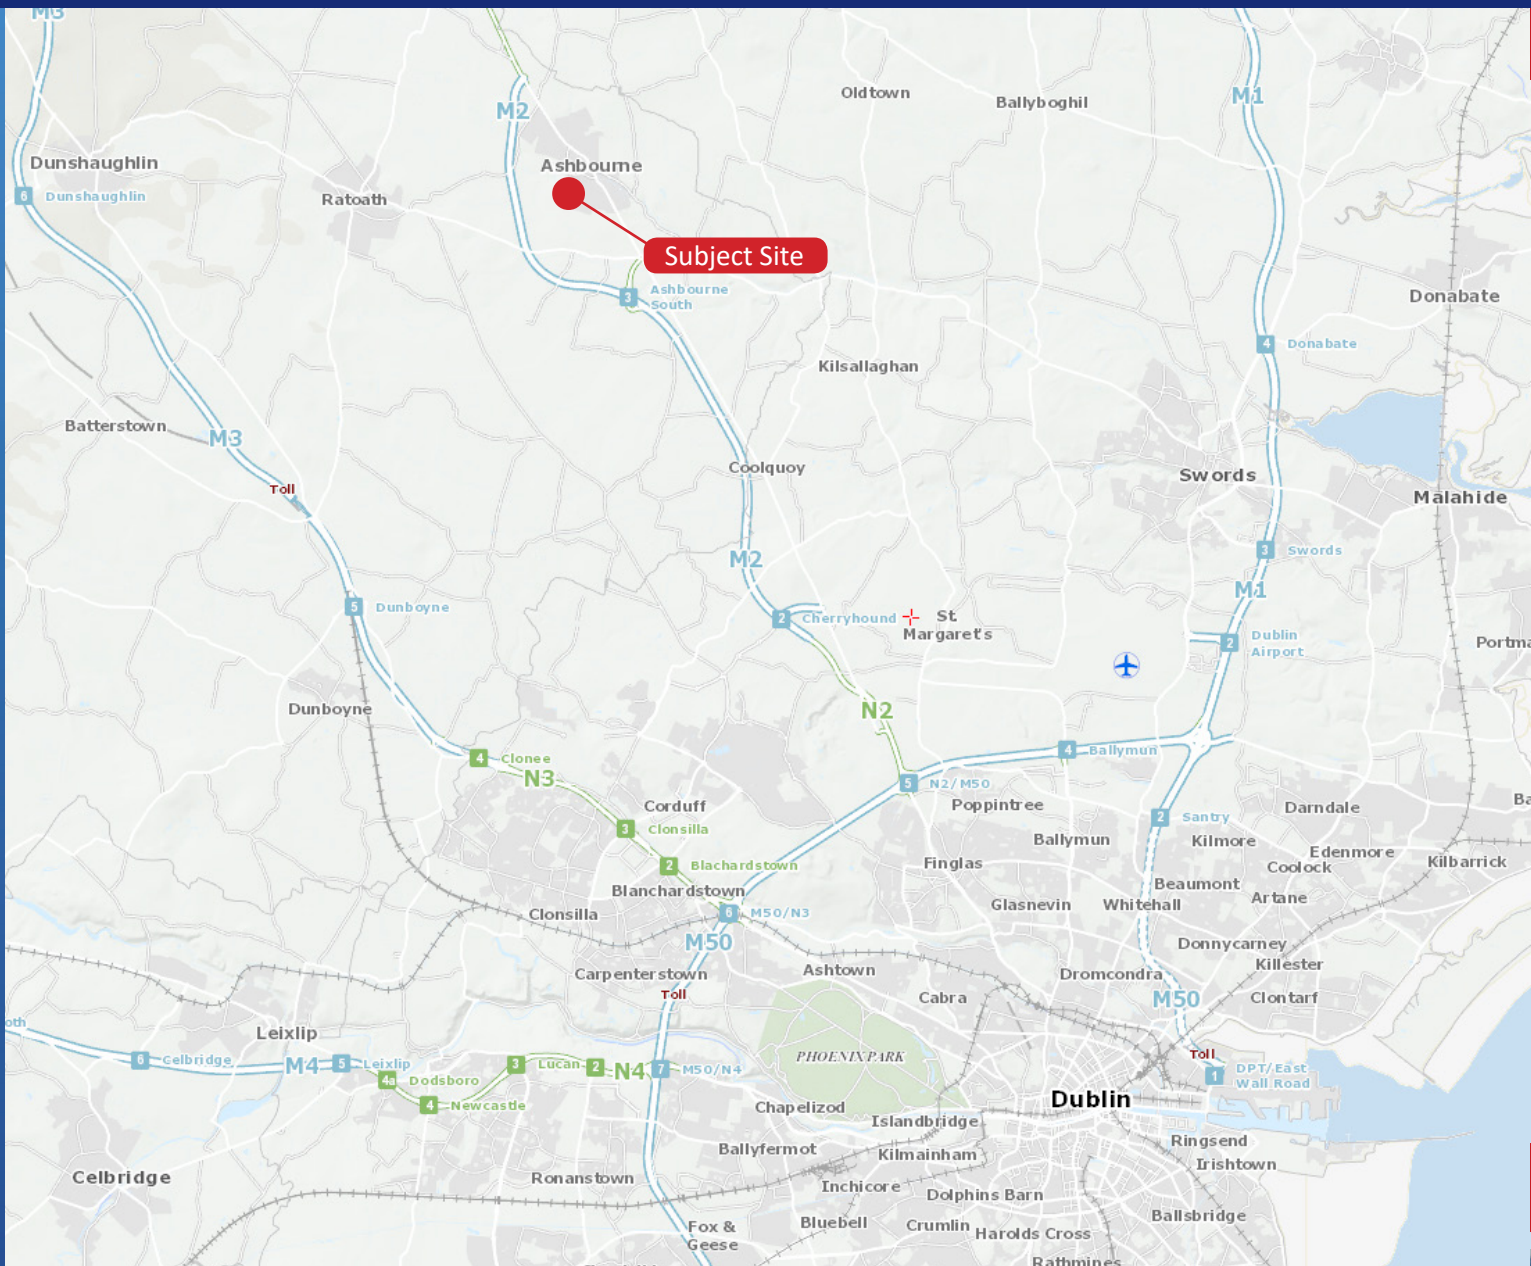 M3
M2
M1
Oldtown
Ballyboghil
Dunshaughlin
Ashbourne
6 Dunshaughlin
Ratoath
Subject Site
3 Ashbourne
South
Donabate
4 Donabate
Kilsallaghan
Batterstown
M3
Coolquoy
Swords
Toll
Malahide
3 Swords
M2
M1
5 Dunboyne
2 Cherryhound
St.
Margaret's
2 Dublin
Airport
Dunboyne
N2
4 Clonee
N3
4 Ballymun
5 N2/M50
Corduff
Poppintree
Darndale
3 Clonsilla
2 Santry
Ballymun
Kilmore
Edenmore
Coolock
Kilbarrick
2 Blachardstown
Finglas
Blanchardstown
Beaumont
Artane
Glasnevin
Whitehall
Clonsilla
6 M50/N3
M50
Donnycarney
Killester
Carpenterstown
Ashtown
Dromcondra
Toll
Cabra
M50
Clontarf
Leixlip
6 Celbridge
M4
5 Leixlip
3 Lucan
2
N4
7 M50/N4
PHOENIX PARK
Toll
1 DPT/East
Wall Road
4a Dodsboro
4 Newcastle
Chapelizod
Dublin
Islandbridge
Ballyfermot
Kilmainham
Ringsend
Irishtown
Celbridge
Ronanstown
Inchicore
Dolphins Barn
Fox &
Geese
Bluebell
Crumlin
Harolds Cross
Ballsbridge
Rathmines